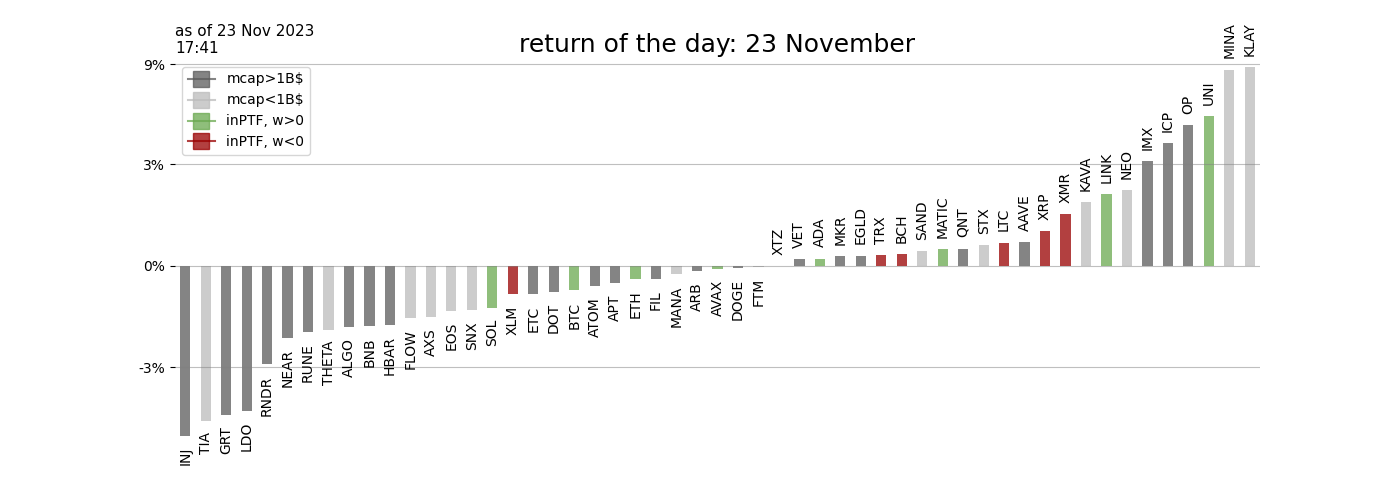 as of 23 Nov 2023
17:41
return of the day: 23 November
9%
3%
0%
-3%
mcap>1B$
mcap<1B$
inPTF, w>0
inPTF, w<0
INJ
TIA
GRT
LDO
RNDR
NEAR
RUNE
THETA
ALGO
BNB
HBAR
FLOW
AXS
EOS
SNX
SOL
XLM
ETC
DOT
BTC
ATOM
APT
ETH
FIL
MANA
ARB
AVAX
DOGE
FTM
XTZ
VET
ADA
MKR
EGLD
TRX
BCH
SAND
MATIC
QNT
STX
LTC
AAVE
XRP
XMR
KAVA
LINK
NEO
IMX
ICP
OP
UNI
MINA
KLAY